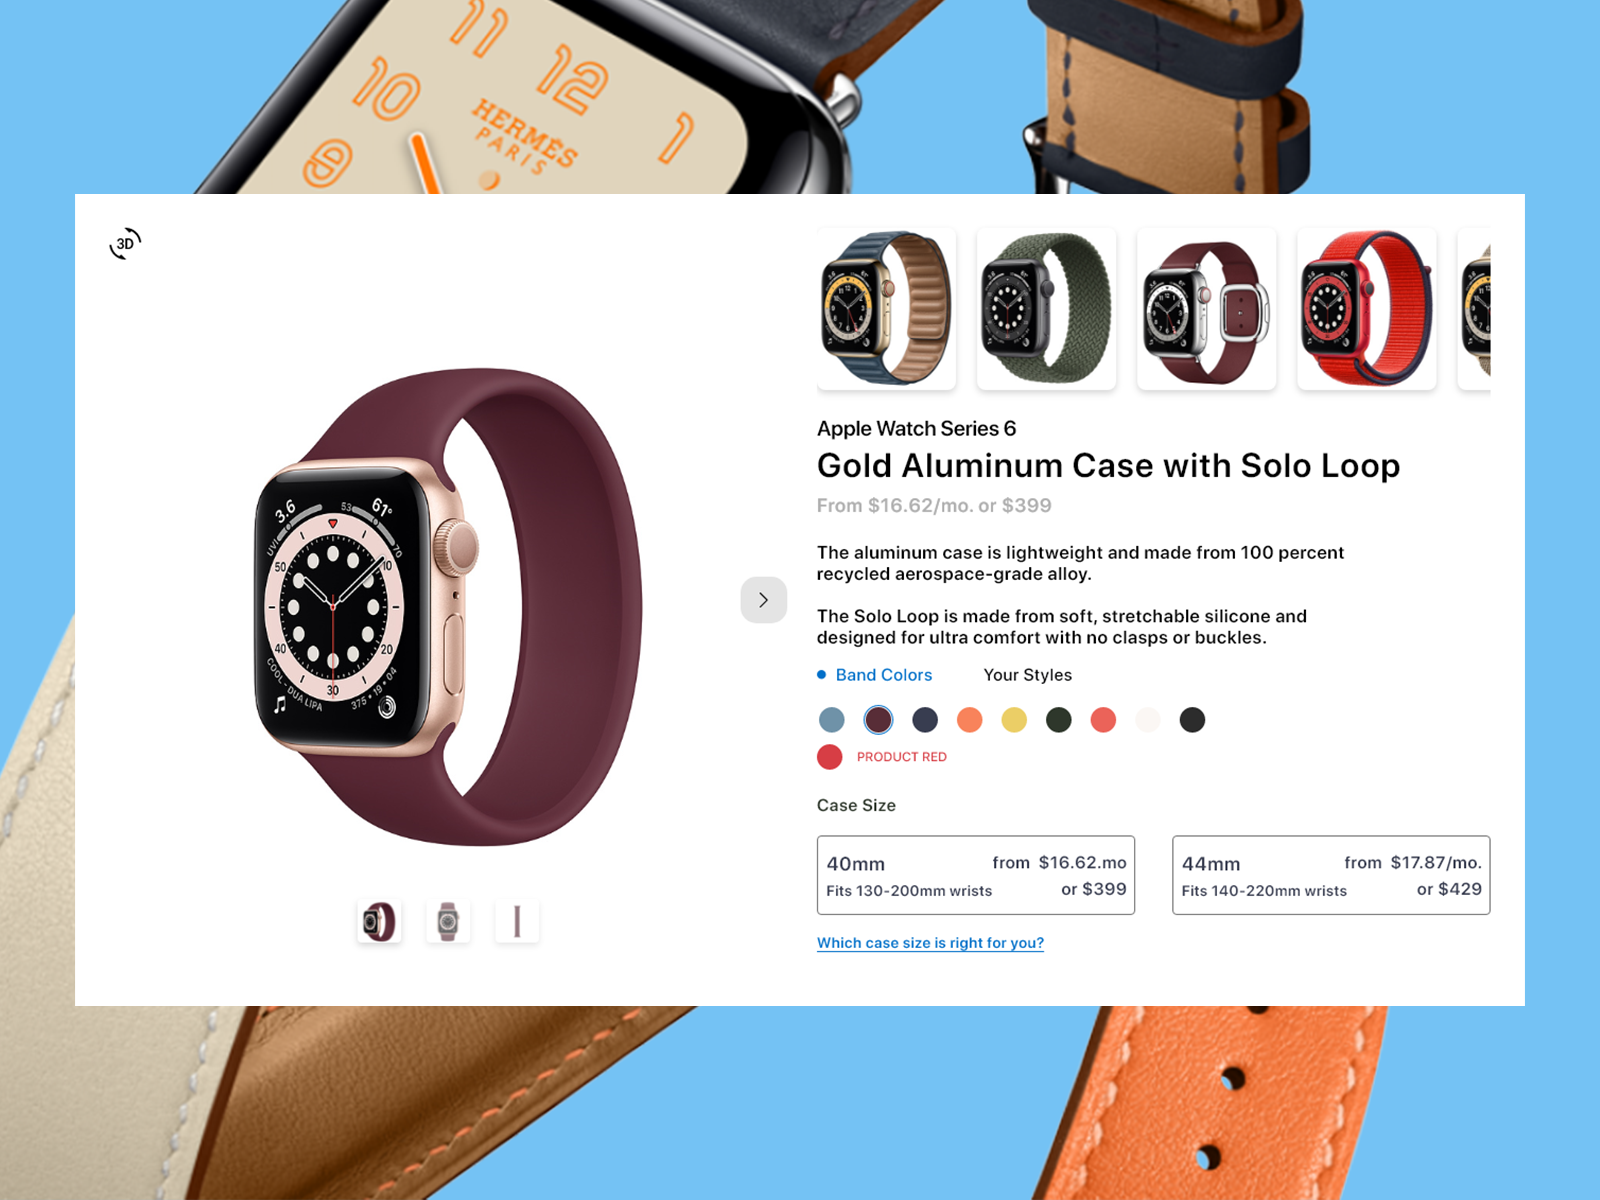 11
12
10
1
9
HERMÈS
PARIS
3D
Apple Watch Series 6
Gold Aluminum Case with Solo Loop
From $16.62/mo. or $399
The aluminum case is lightweight and made from 100 percent
recycled aerospace-grade alloy.
The Solo Loop is made from soft, stretchable silicone and
designed for ultra comfort with no clasps or buckles.
Band Colors
Your Styles
PRODUCT RED
Case Size
40mm
from $16.62.mo
Fits 130-200mm wrists
or $399
44mm
from $17.87/mo.
Fits 140-220mm wrists
or $429
Which case size is right for you?
3.6
53
61°
UVI
70
50
10
40
20
30
COOL - DUA LIPA
375 • 19 • 04